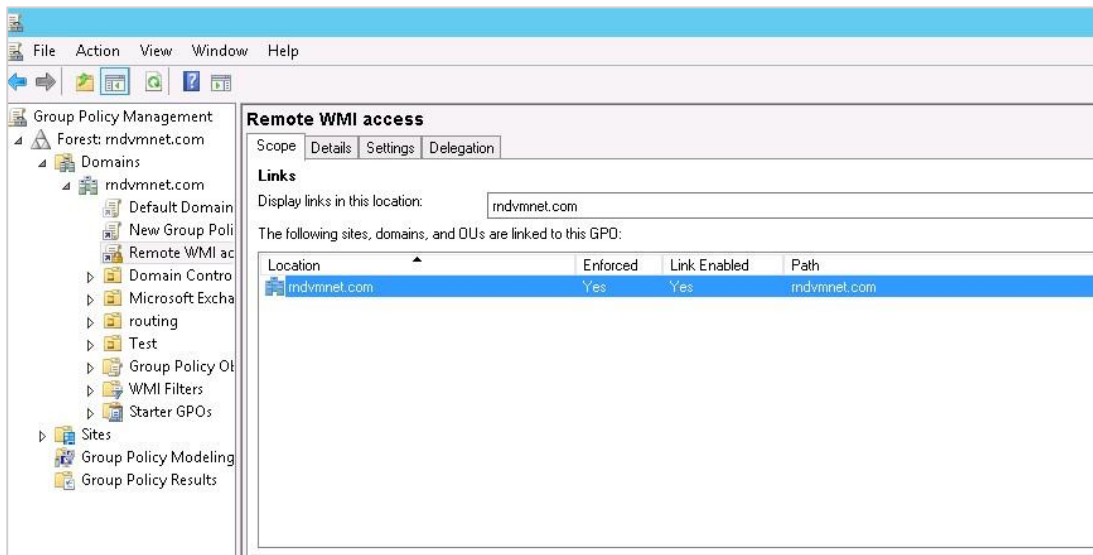 File Action View Window Help
Group Policy Management
Forest: rndvmnet.com
Domains
rndvmnet.com
Default Domain
New Group Poli
Remote WMI ac
Domain Contro
Microsoft Excha
routing
Test
Group Policy Ob
WMI Filters
Starter GPOs
Sites
Group Policy Modeling
Group Policy Results
Remote WMI access
Scope Details Settings Delegation
Links
Display links in this location: rndvmnet.com
The following sites, domains, and OUs are linked to this GPO:
Location Enforced Link Enabled Path
rndvmnet.com Yes Yes rndvmnet.com